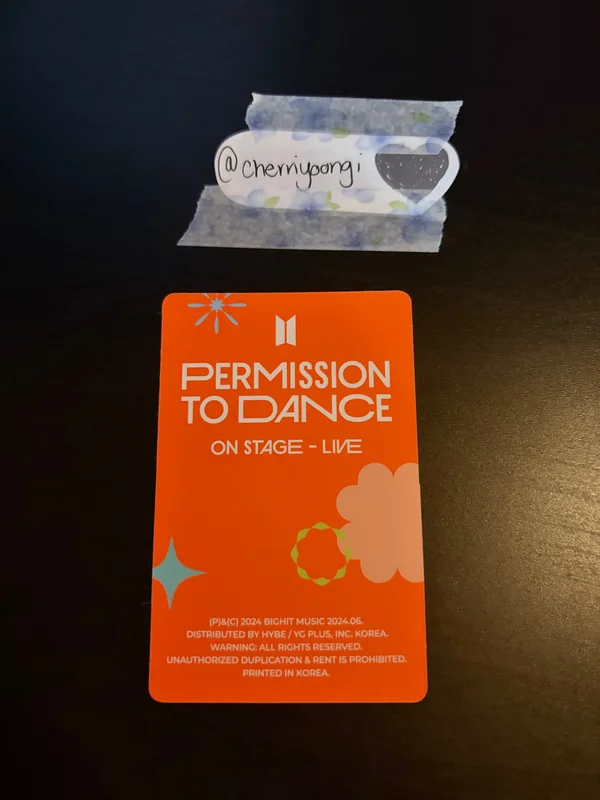 @cherriyoongi
PERMISSION
TO DANCE
ON STAGE - LIVE
(P)&(C) 2024 BIGHIT MUSIC 2024.06.
DISTRIBUTED BY HYBE / YG PLUS, INC. KOREA.
WARNING: ALL RIGHTS RESERVED.
UNAUTHORIZED DUPLICATION & RENT IS PROHIBITED.
PRINTED IN KOREA.